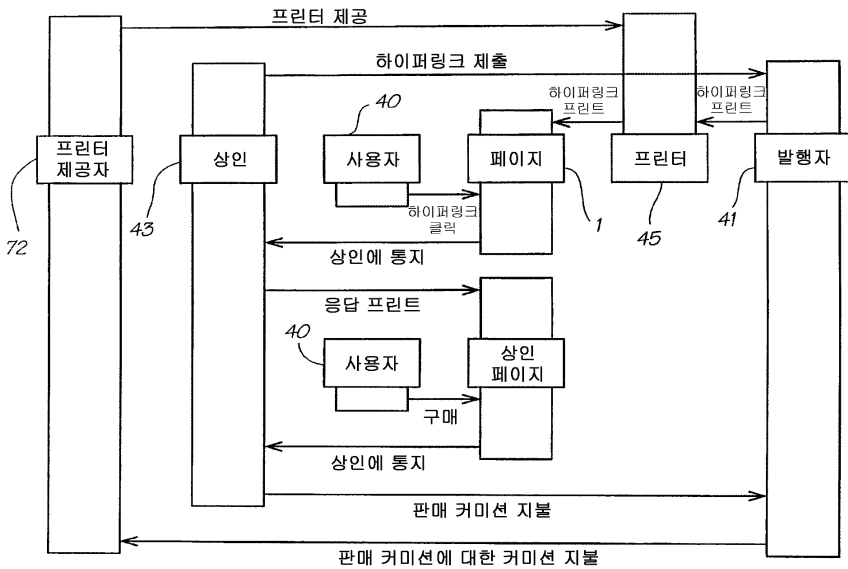 프린터 제공
하이퍼링크 제출
하이퍼링크
프린트
하이퍼링크
프린트
40
프린터
제공자
상인
사용자
페이지
프린터
발행자
72
43
하이퍼링크
클릭
1
45
41
상인에 통지
응답 프린트
40
사용자
상인
페이지
구매
상인에 통지
판매 커미션 지불
판매 커미션에 대한 커미션 지불